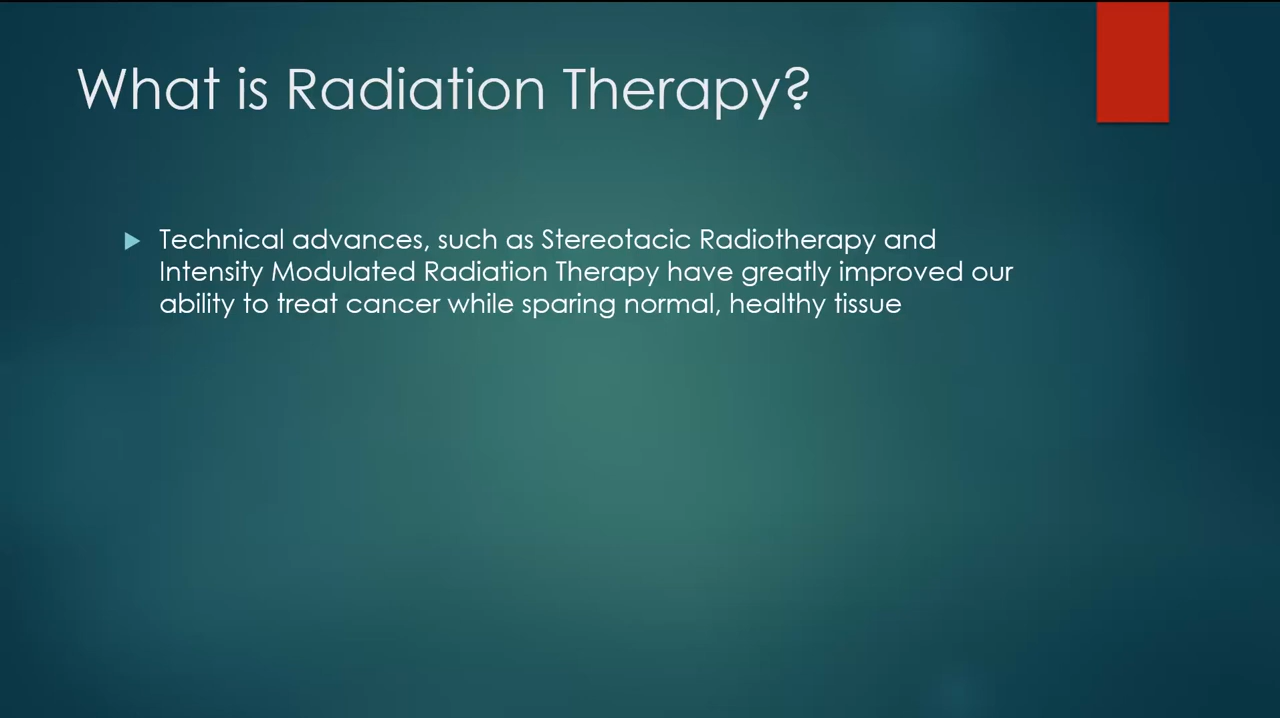 What is Radiation Therapy?
Technical advances, such as Stereotacic Radiotherapy and
Intensity Modulated Radiation Therapy have greatly improved our
ability to treat cancer while sparing normal, healthy tissue